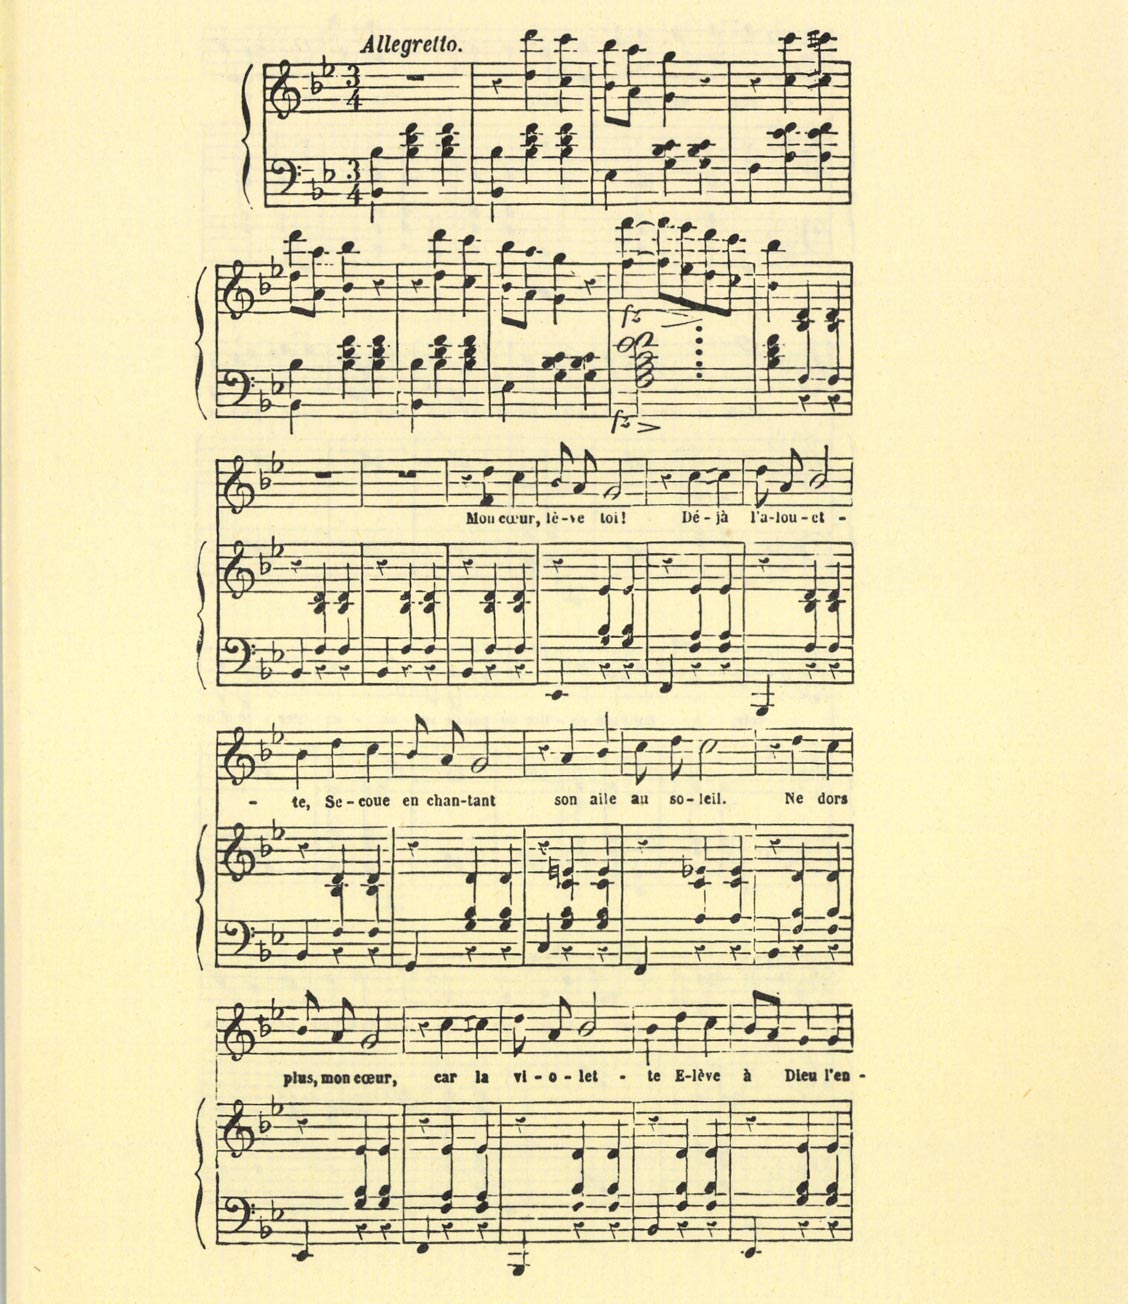 Allegretto.
3 4
3 4
fz >
fz >
Mon cœur, lè-ve toi! Dé-jà l'a-lou-et -
- te, Se-coue en chan-tant son aile au so-leil. Ne dors
plus, mon cœur, car la vi-o-let - te E-lève à Dieu l'en -